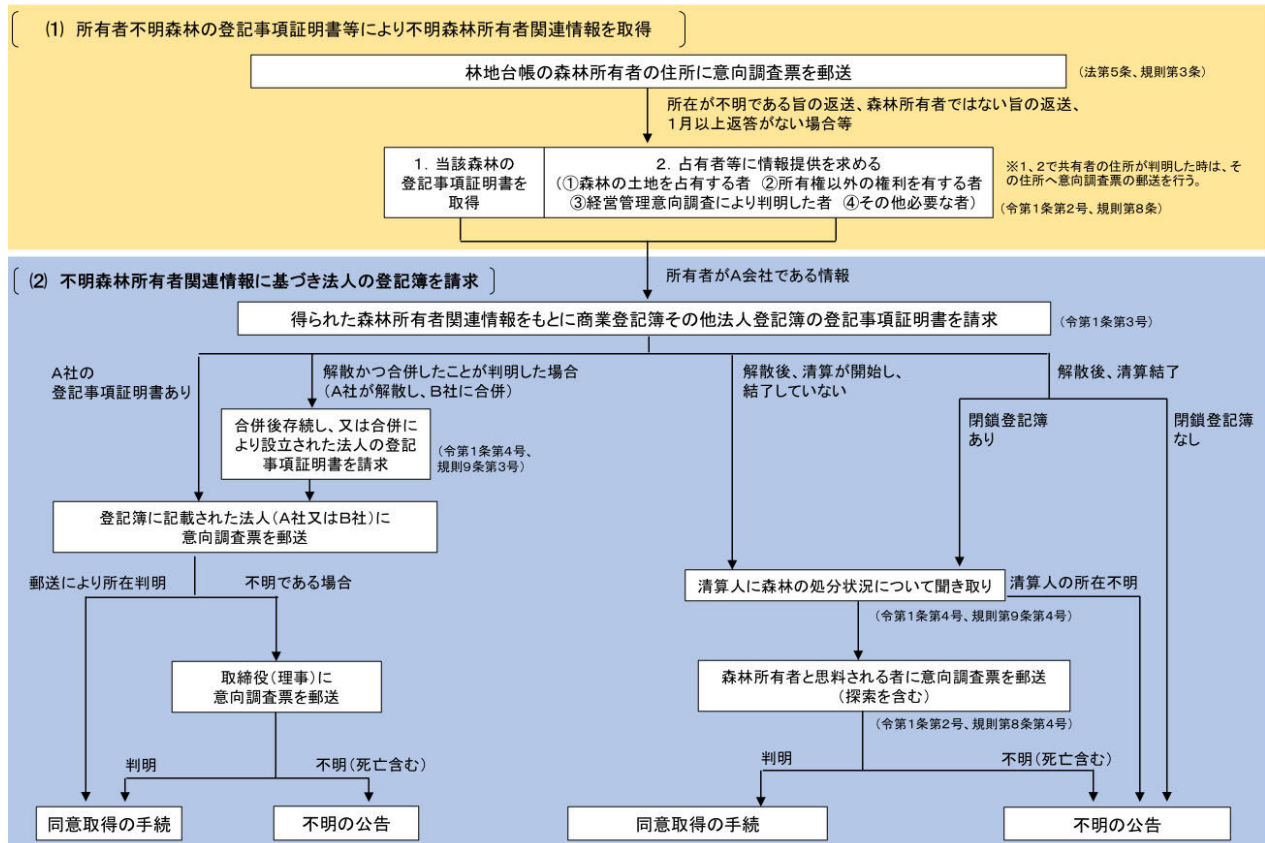 (1) 所有者不明森林の登記事項証明書等により不明森林所有者関連情報を取得
林地台帳の森林所有者の住所に意向調査票を郵送
(法第5条、規則第3条)
所在が不明である旨の返送、森林所有者ではない旨の返送、
1月以上返答がない場合等
1．当該森林の
登記事項証明書を
取得
2．占有者等に情報提供を求める
(①森林の土地を占有する者 ②所有権以外の権利を有する者
③経営管理意向調査により判明した者 ④その他必要な者)
※1、2で共有者の住所が判明した時は、そ
の住所へ意向調査票の郵送を行う。
(令第1条第2号、規則第8条)
(2) 不明森林所有者関連情報に基づき法人の登記簿を請求
所有者がA会社である情報
得られた森林所有者関連情報をもとに商業登記簿その他法人登記簿の登記事項証明書を請求
(令第1条第3号)
A社の
登記事項証明書あり
解散かつ合併したことが判明した場合
(A社が解散し、B社に合併)
解散後、清算が開始し、
結了していない
解散後、清算結了
閉鎖登記簿
あり
閉鎖登記簿
なし
合併後存続し、又は合併
により設立された法人の登記
事項証明書を請求
(令第1条第4号、
規則9条第3号)
登記簿に記載された法人(A社又はB社)に
意向調査票を郵送
郵送により所在判明
不明である場合
清算人に森林の処分状況について聞き取り
清算人の所在不明
(令第1条第4号、規則第9条第4号)
取締役(理事)に
意向調査票を郵送
森林所有者と思料される者に意向調査票を郵送
(探索を含む)
(令第1条第2号、規則第8条第4号)
判明
不明(死亡含む)
判明
不明(死亡含む)
同意取得の手続
不明の公告
同意取得の手続
不明の公告